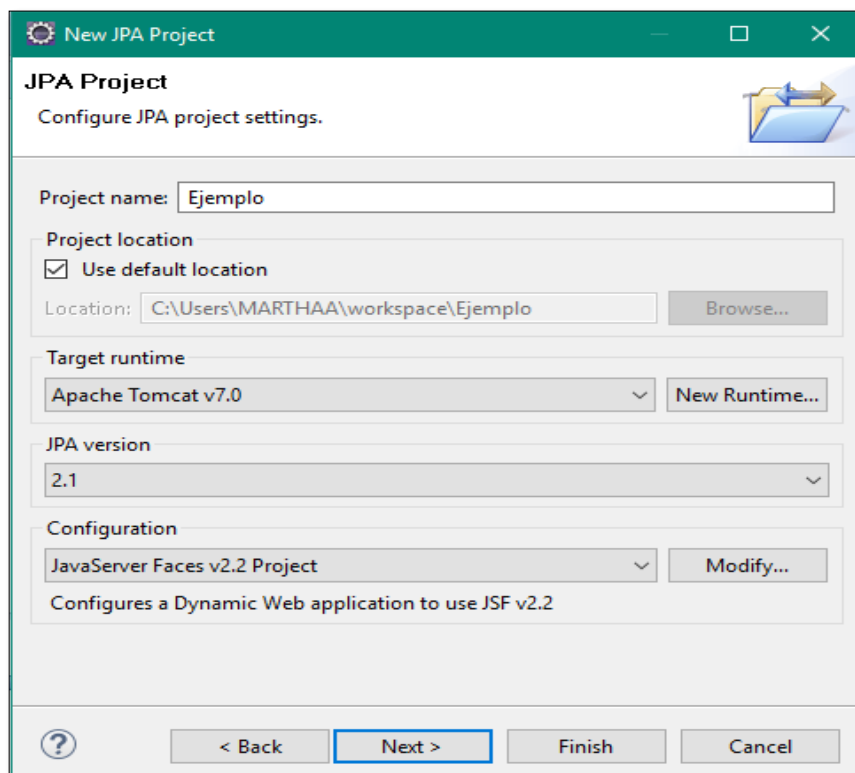 New JPA Project
JPA Project
Configure JPA project settings.
Project name: Ejemplo
Project location
Use default location
Location: C:\Users\MARTHAA\workspace\Ejemplo Browse...
Target runtime
Apache Tomcat v7.0 New Runtime...
JPA version
2.1
Configuration
JavaServer Faces v2.2 Project Modify...
Configures a Dynamic Web application to use JSF v2.2
? < Back Next > Finish Cancel